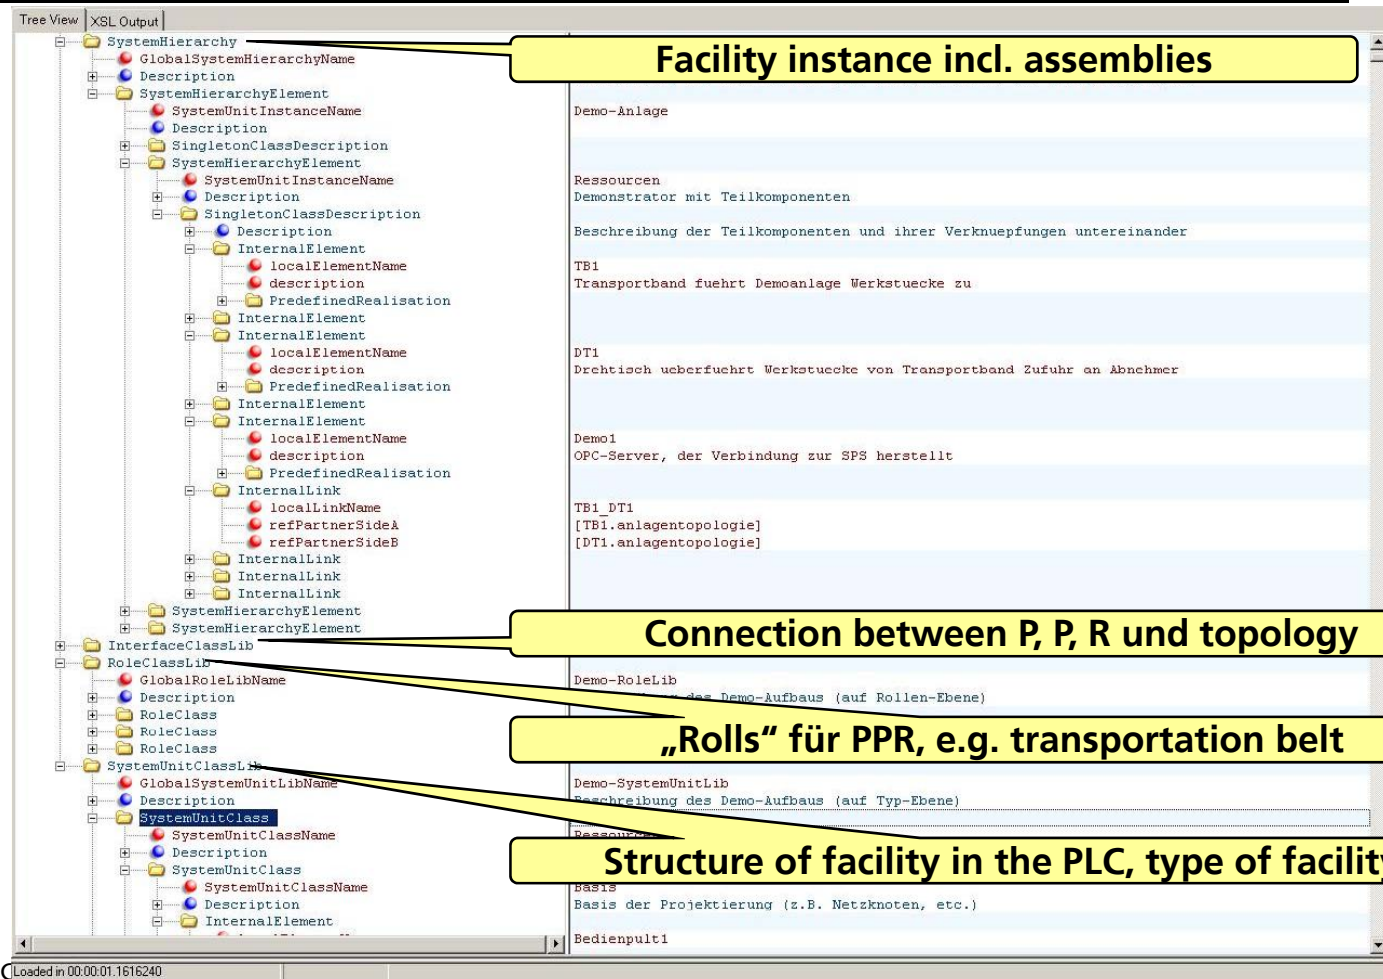 Tree View XSL Output
SystemHierarchy
Facility instance incl. assemblies
GlobalSystemHierarchyName
Description
SystemHierarchyElement
SystemUnitInstanceName Demo-Anlage
Description
SingletonClassDescription
SystemHierarchyElement
SystemUnitInstanceName Ressourcen
Description Demonstrator mit Teilkomponenten
SingletonClassDescription
Description Beschreibung der Teilkomponenten und ihrer Verknuepfungen untereinander
InternalElement
localElementName TB1
description Transportband fuehrt Demoanlage Werkstuecke zu
PredefinedRealisation
InternalElement
InternalElement
localElementName DT1
description Drehtisch ueberfuehrt Werkstuecke von Transportband Zufuhr an Abnehmer
PredefinedRealisation
InternalElement
InternalElement
localElementName Demo1
description OPC-Server, der Verbindung zur SPS herstellt
PredefinedRealisation
InternalLink
localLinkName TB1_DT1
refPartnerSideA [TB1.anlagentopologie]
refPartnerSideB [DT1.anlagentopologie]
InternalLink
InternalLink
InternalLink
SystemHierarchyElement
SystemHierarchyElement
Connection between P, P, R und topology
InterfaceClassLib
RoleClassLib
GlobalRoleLibName Demo-RoleLib
Description des Demo-Aufbaus (auf Rollen-Ebene)
RoleClass
RoleClass
RoleClass
„Rolls“ für PPR, e.g. transportation belt
SystemUnitClassLib
GlobalSystemUnitLibName Demo-SystemUnitLib
Description Beschreibung des Demo-Aufbaus (auf Typ-Ebene)
SystemUnitClass
SystemUnitClassName
Description
Structure of facility in the PLC, type of facility
SystemUnitClass
SystemUnitClassName Basis
Description Basis der Projektierung (z.B. Netzknoten, etc.)
InternalElement
Bedienpult1
Loaded in 00:00:01.1616240